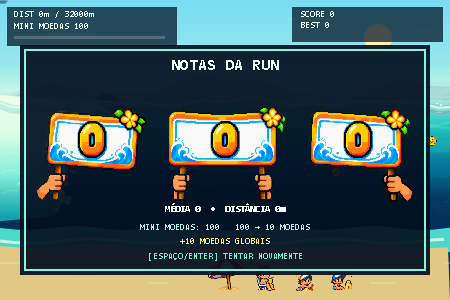 DIST 0m / 32000m
MINI MOEDAS 100
SCORE 0
BEST 0
NOTAS DA RUN
0 0 0
MÉDIA 0 • DISTÂNCIA 0m
MINI MOEDAS: 100 100 → 10 MOEDAS
+10 MOEDAS GLOBAIS
[ESPAÇO/ENTER] TENTAR NOVAMENTE